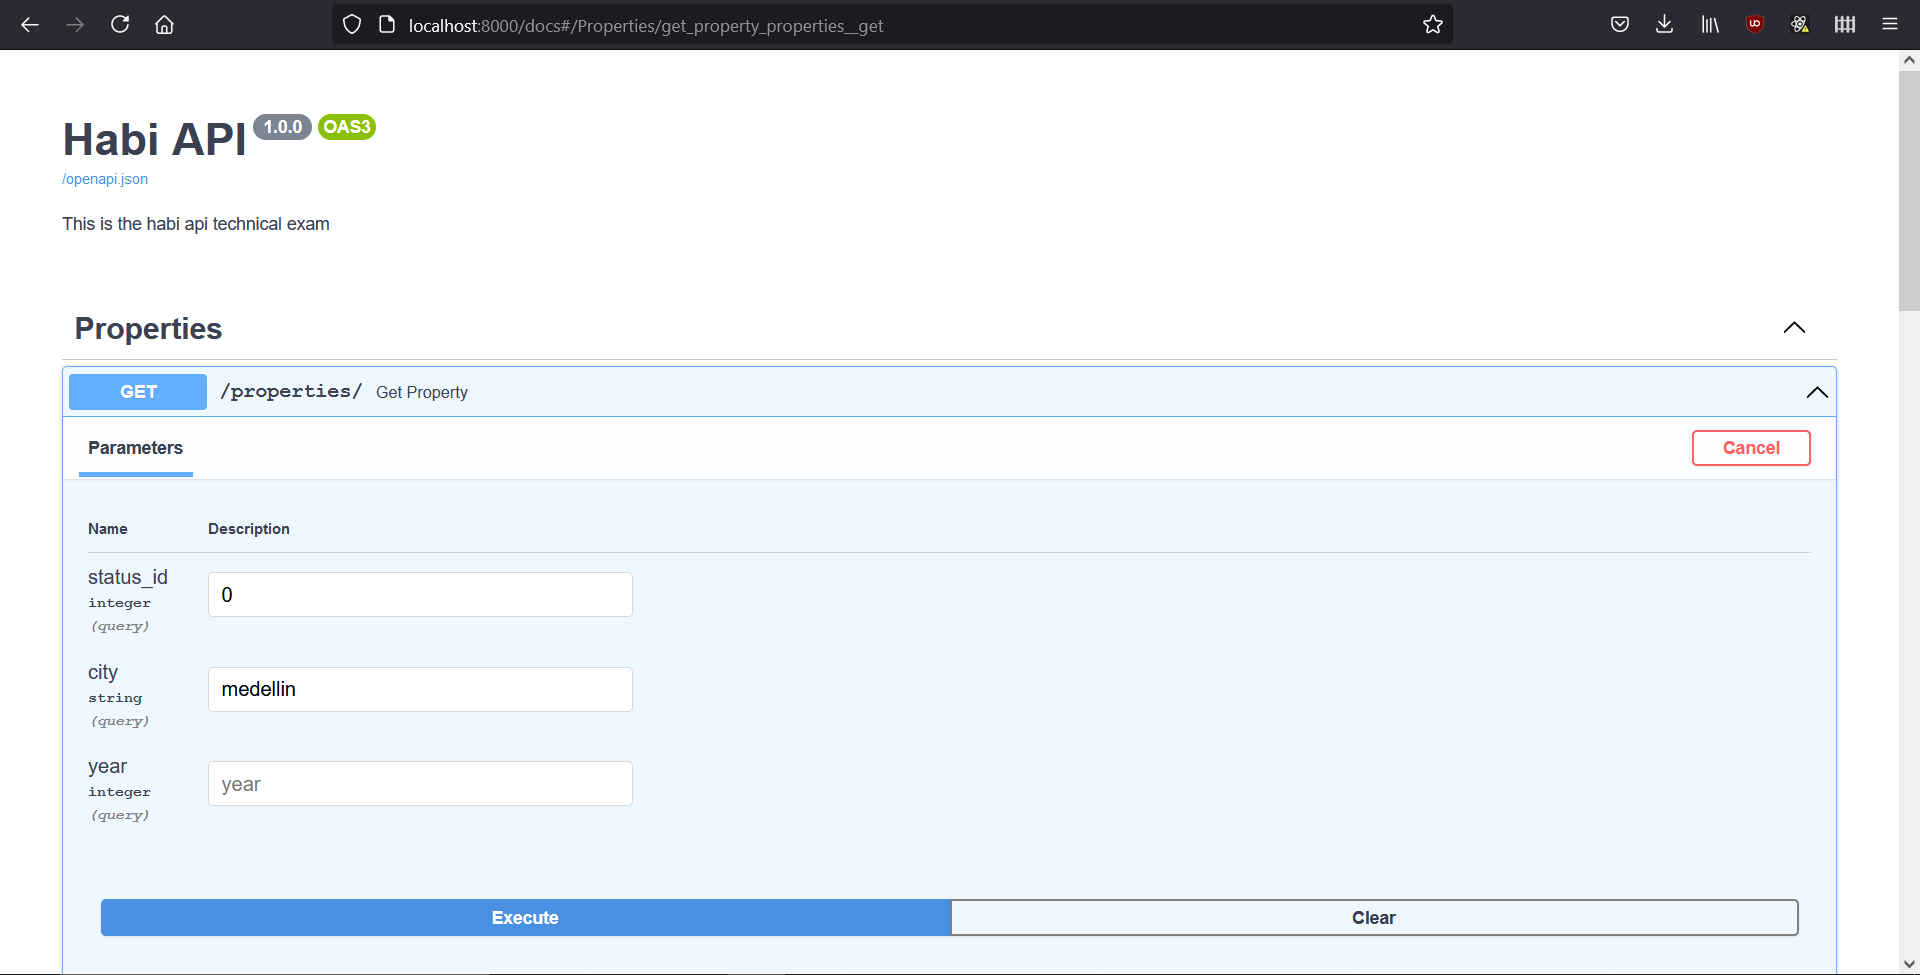 localhost:8000/docs#/Properties/get_property_properties__get
Habi API 1.0.0 OAS3
/openapi.json
This is the habi api technical exam
Properties
GET /properties/ Get Property
Parameters Cancel
Name Description
status_id
integer
(query)
0
city
string
(query)
medellin
year
integer
(query)
year
Execute Clear